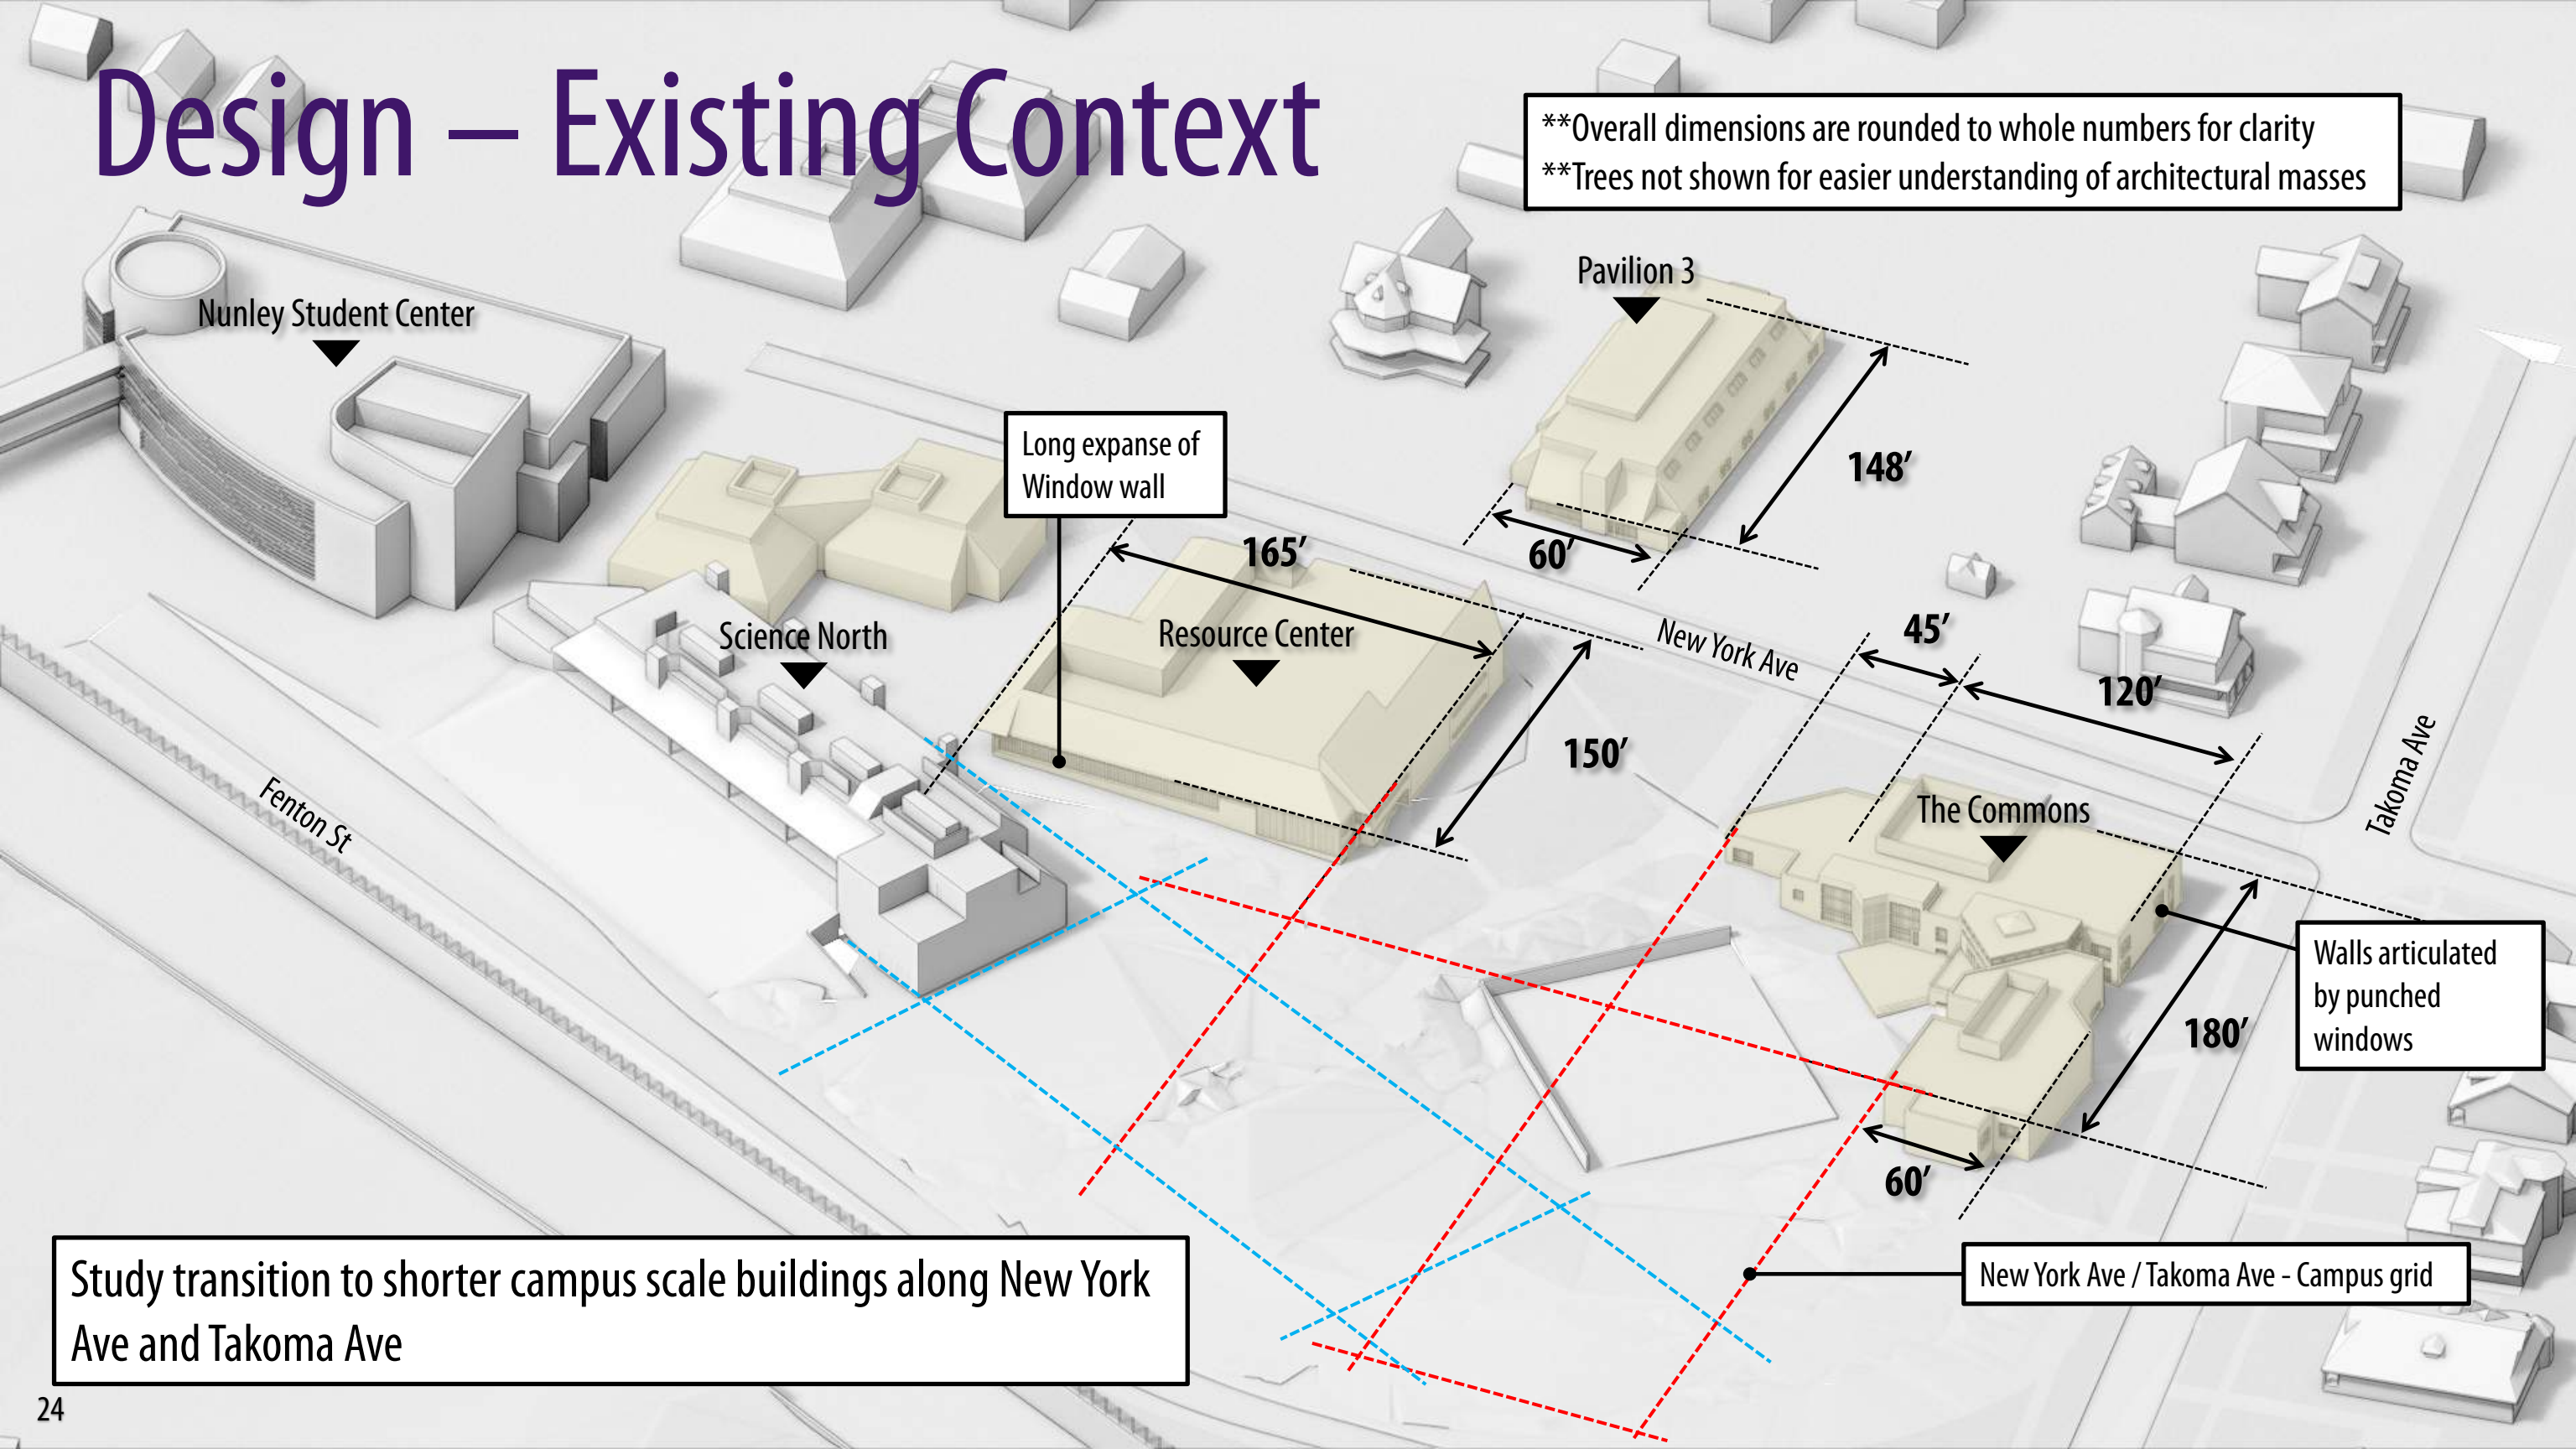 Design – Existing Context
**Overall dimensions are rounded to whole numbers for clarity
**Trees not shown for easier understanding of architectural masses
Pavilion 3
Nunley Student Center
Long expanse of
Window wall
148’
165’
60’
Science North
Resource Center
New York Ave
45’
120’
150’
Takoma Ave
Fenton St
The Commons
Walls articulated
by punched
windows
180’
60’
New York Ave / Takoma Ave - Campus grid
Study transition to shorter campus scale buildings along New York
Ave and Takoma Ave
24